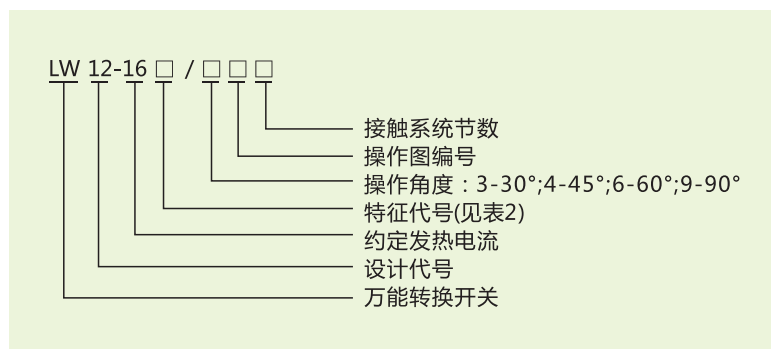 LW 12-16 □ / □ □ □
接触系统节数
操作图编号
操作角度：3-30°;4-45°;6-60°;9-90°
特征代号(见表2)
约定发热电流
设计代号
万能转换开关